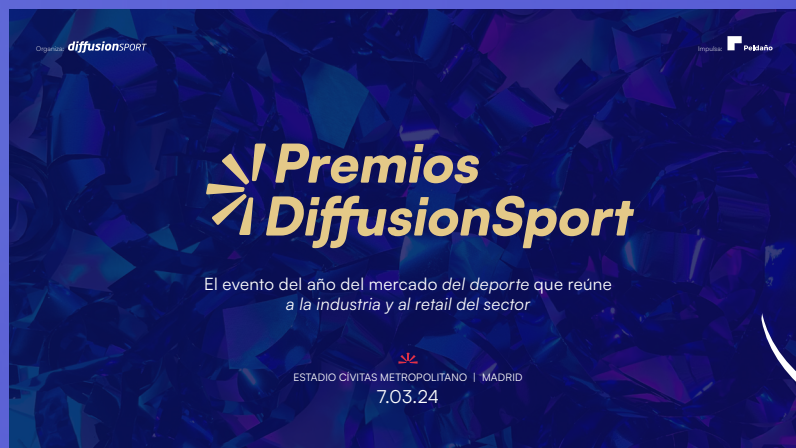 Organiza: diffusionSPORT
Impulsa: Peldaño
Premios
DiffusionSport
El evento del año del mercado del deporte que reúne
a la industria y al retail del sector
ESTADIO CÍVITAS METROPOLITANO | MADRID
7.03.24